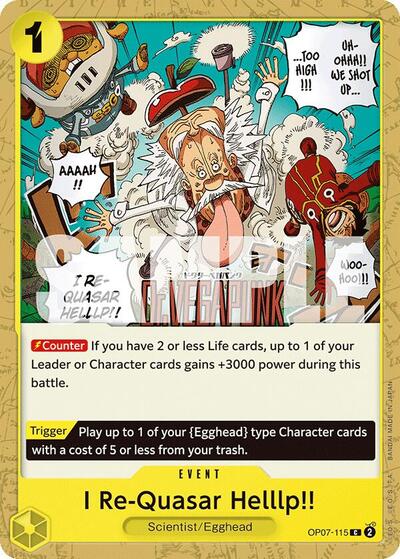 1
...TOO
HIGH
!!!
UH-
OHHH!!
WE SHOT
UP...
AAAAH
!!
I RE-
QUASAR
HELLLP!!
WOO-
HOO!!!
Dr.VEGAPUNK
Counter If you have 2 or less Life cards, up to 1 of your
Leader or Character cards gains +3000 power during this
battle.
Trigger Play up to 1 of your {Egghead} type Character cards
with a cost of 5 or less from your trash.
EVENT
I Re-Quasar Helllp!!
Scientist/Egghead
OP07-115 C 2
BANDAI MADE IN JAPAN